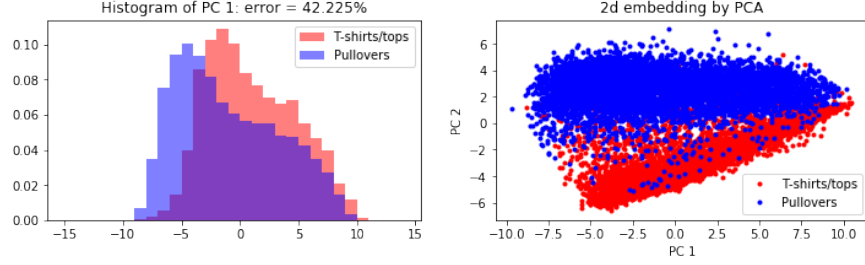 Histogram of PC 1: error = 42.225%
T-shirts/tops
Pullovers
0.10
0.08
0.06
0.04
0.02
0.00
−15 −10 −5 0 5 10 15
2d embedding by PCA
PC 2
6
4
2
0
−2
−4
−6
T-shirts/tops
Pullovers
−10.0 −7.5 −5.0 −2.5 0.0 2.5 5.0 7.5 10.0
PC 1